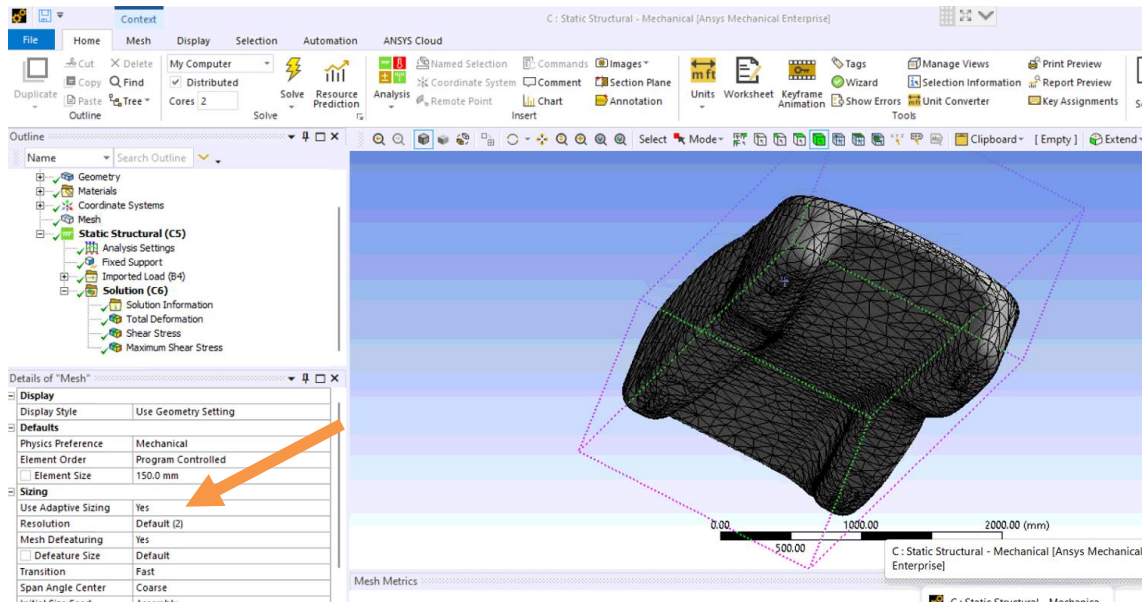 Context
C : Static Structural - Mechanical [Ansys Mechanical Enterprise]
File Home Mesh Display Selection Automation ANSYS Cloud
Duplicate
Cut
Copy
Paste
Delete
Find
Tree
Outline
My Computer
Distributed
Cores 2
Solve
Resource Prediction
Solve
Analysis
Named Selection
Coordinate System
Remote Point
Commands
Comment
Chart
Images
Section Plane
Annotation
Insert
Units
Worksheet
Keyframe Animation
Tags
Wizard
Show Errors
Manage Views
Selection Information
Unit Converter
Print Preview
Report Preview
Key Assignments
Tools
Outline
Name Search Outline
Select Mode Clipboard [ Empty ] Extend
Geometry
Materials
Coordinate Systems
Mesh
Static Structural (C5)
Analysis Settings
Fixed Support
Imported Load (B4)
Solution (C6)
Solution Information
Total Deformation
Shear Stress
Maximum Shear Stress
Details of "Mesh"
Display
Display Style Use Geometry Setting
Defaults
Physics Preference Mechanical
Element Order Program Controlled
Element Size 150.0 mm
Sizing
Use Adaptive Sizing Yes
Resolution Default (2)
Mesh Defeaturing Yes
Defeature Size Default
Transition Fast
Span Angle Center Coarse
0.00 1000.00 2000.00 (mm)
500.00
C : Static Structural - Mechanical [Ansys Mechanical
Enterprise]
Mesh Metrics